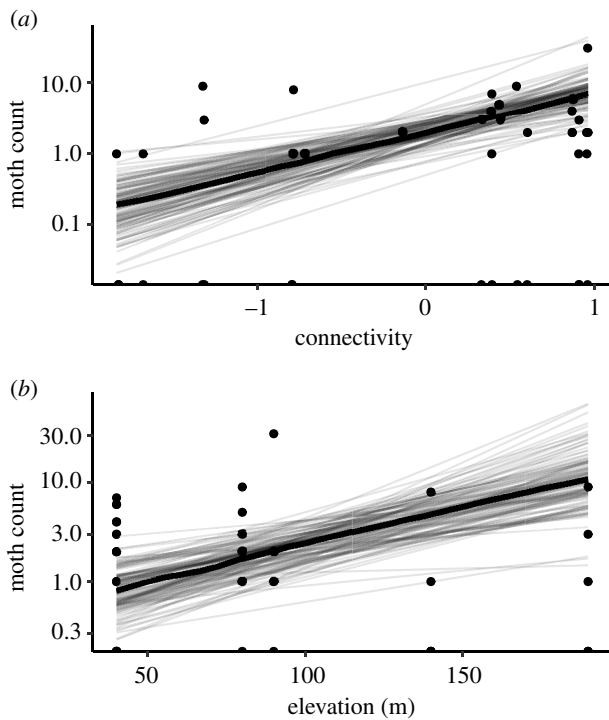 (a)
10.0
1.0
0.1
moth count
−1 0 1
connectivity
(b)
30.0
10.0
3.0
1.0
0.3
moth count
50 100 150
elevation (m)